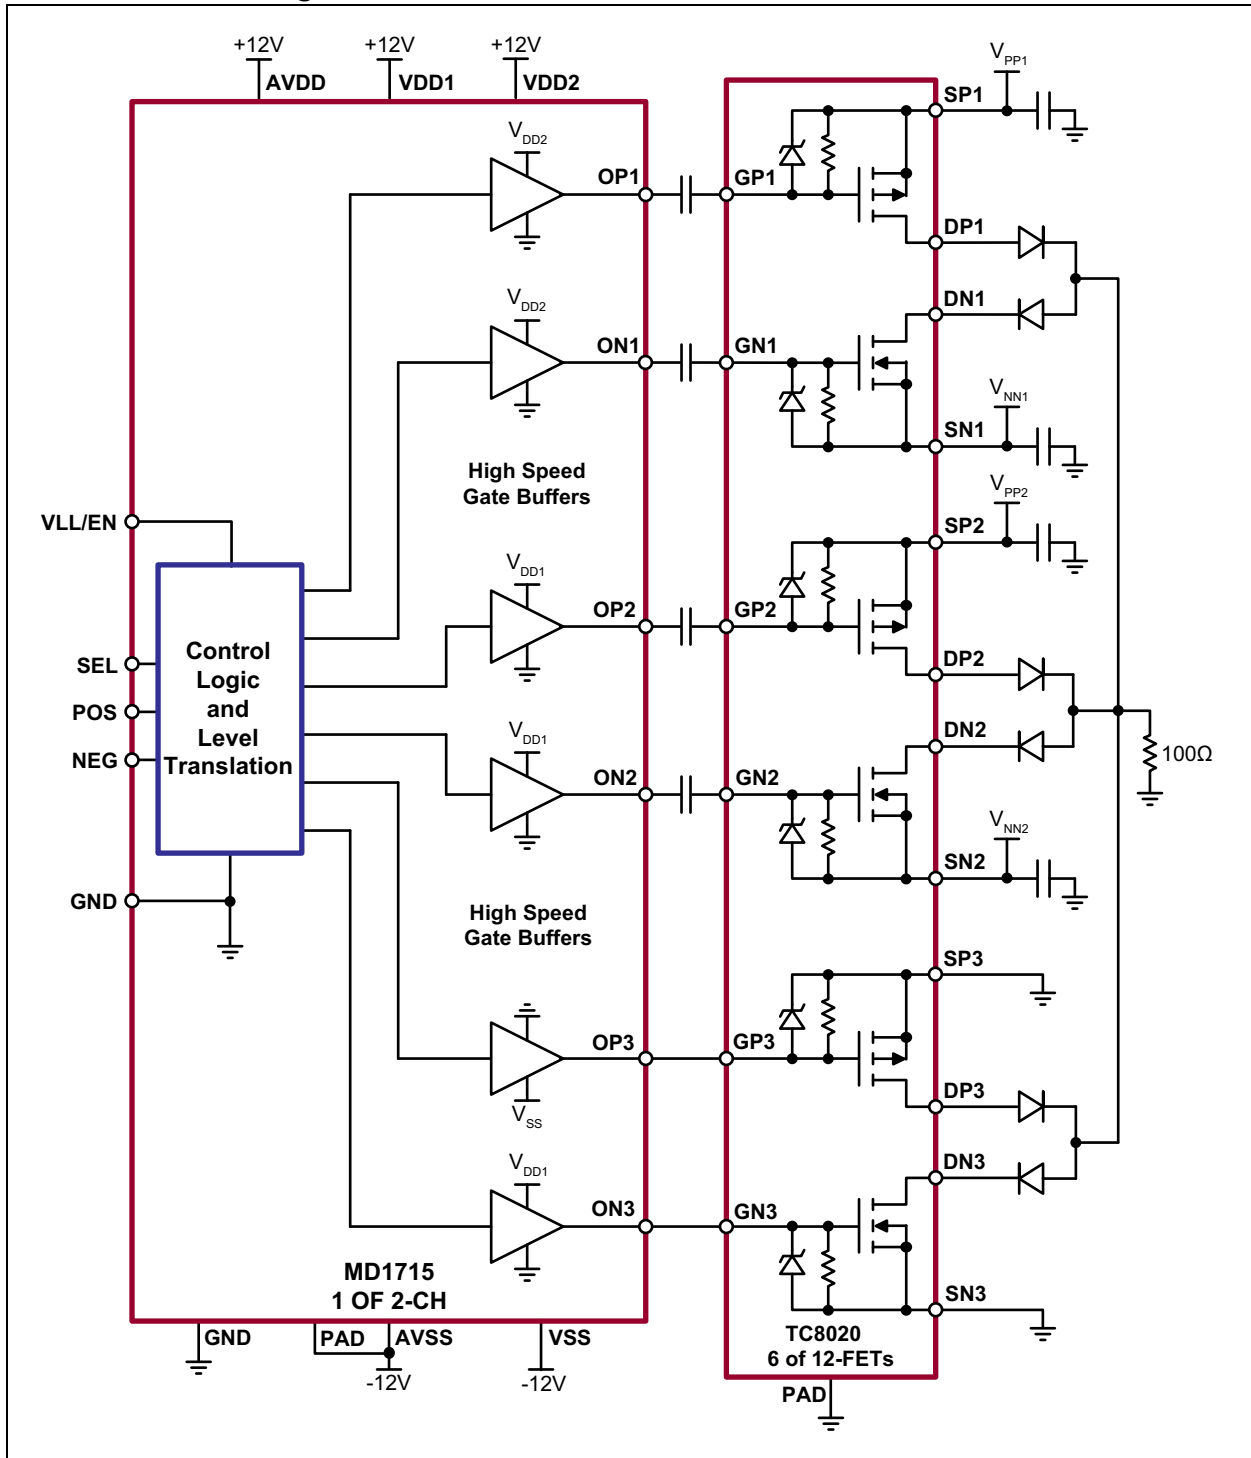 +12V
+12V
+12V
AVDD
VDD1
VDD2
VPP1
SP1
VDD2
OP1
GP1
DP1
VDD2
DN1
ON1
GN1
VNN1
SN1
High Speed
Gate Buffers
VPP2
VLL/EN
SP2
VDD1
OP2
GP2
Control
Logic
and
Level
Translation
SEL
DP2
POS
VDD1
DN2
NEG
100Ω
ON2
GN2
VNN2
SN2
GND
High Speed
Gate Buffers
SP3
OP3
GP3
DP3
VSS
VDD1
DN3
ON3
GN3
MD1715
1 OF 2-CH
SN3
GND
PAD
AVSS
VSS
TC8020
6 of 12-FETs
-12V
-12V
PAD